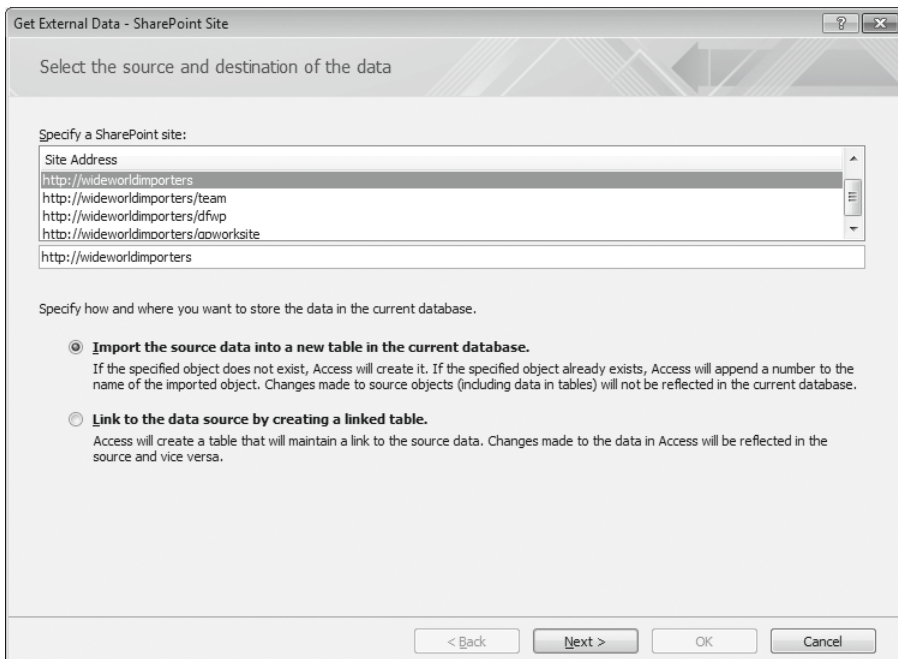 Get External Data - SharePoint Site
Select the source and destination of the data
Specify a SharePoint site:
Site Address
http://wideworldimporters
http://wideworldimporters/team
http://wideworldimporters/dfwp
http://wideworldimporters/gpworksite
http://wideworldimporters
Specify how and where you want to store the data in the current database.
Import the source data into a new table in the current database.
If the specified object does not exist, Access will create it. If the specified object already exists, Access will append a number to the
name of the imported object. Changes made to source objects (including data in tables) will not be reflected in the current database.
Link to the data source by creating a linked table.
Access will create a table that will maintain a link to the source data. Changes made to the data in Access will be reflected in the
source and vice versa.
< Back Next > OK Cancel